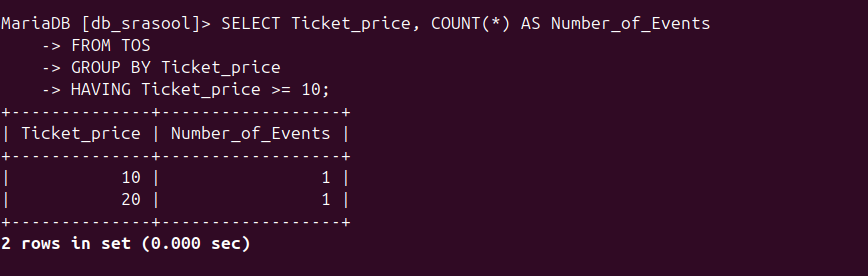 MariaDB [db_srasool]> SELECT Ticket_price, COUNT(*) AS Number_of_Events
    -> FROM TOS
    -> GROUP BY Ticket_price
    -> HAVING Ticket_price >= 10;
+--------------+------------------+
| Ticket_price | Number_of_Events |
+--------------+------------------+
|           10 |                1 |
|           20 |                1 |
+--------------+------------------+
2 rows in set (0.000 sec)